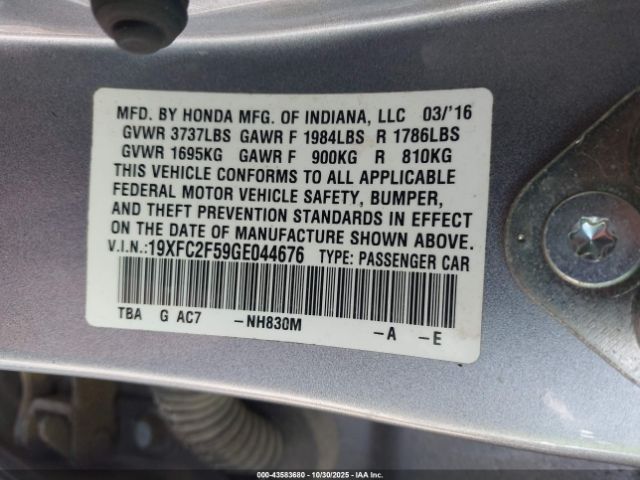 MFD. BY HONDA MFG. OF INDIANA, LLC 03/'16
GVWR 3737LBS GAWR F 1984LBS R 1786LBS
GVWR 1695KG GAWR F 900KG R 810KG
THIS VEHICLE CONFORMS TO ALL APPLICABLE
FEDERAL MOTOR VEHICLE SAFETY, BUMPER,
AND THEFT PREVENTION STANDARDS IN EFFECT
ON THE DATE OF MANUFACTURE SHOWN ABOVE.
V.I.N.:19XFC2F59GE044676 TYPE: PASSENGER CAR
TBA G AC7 -NH830M -A -E
000-43583680 | 10/30/2025 | IAA Inc.